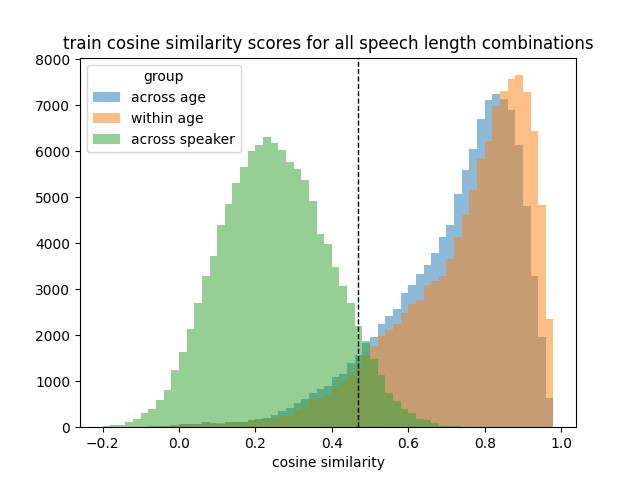 train cosine similarity scores for all speech length combinations
group
across age
within age
across speaker
8000
7000
6000
5000
4000
3000
2000
1000
0
−0.2 0.0 0.2 0.4 0.6 0.8 1.0
cosine similarity